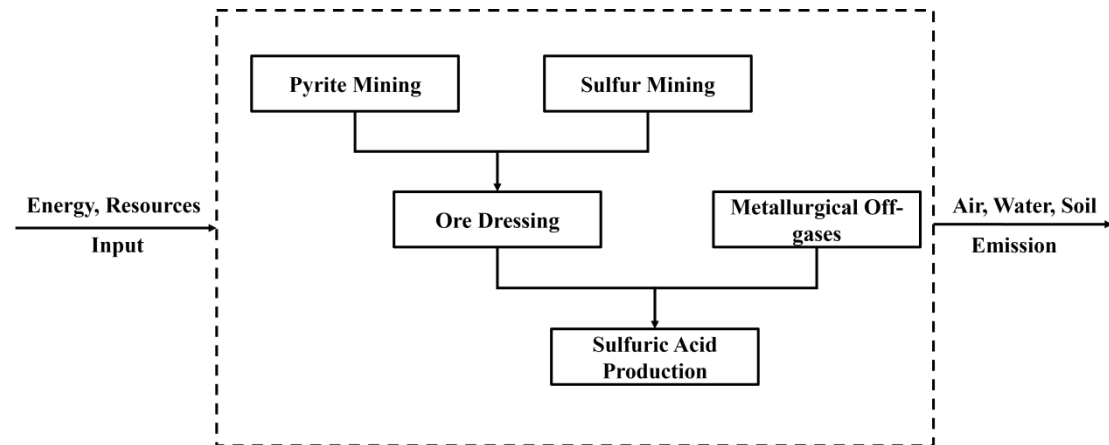 Pyrite Mining
Sulfur Mining
Energy, Resources
Input
Ore Dressing
Metallurgical Off-
gases
Air, Water, Soil
Emission
Sulfuric Acid
Production